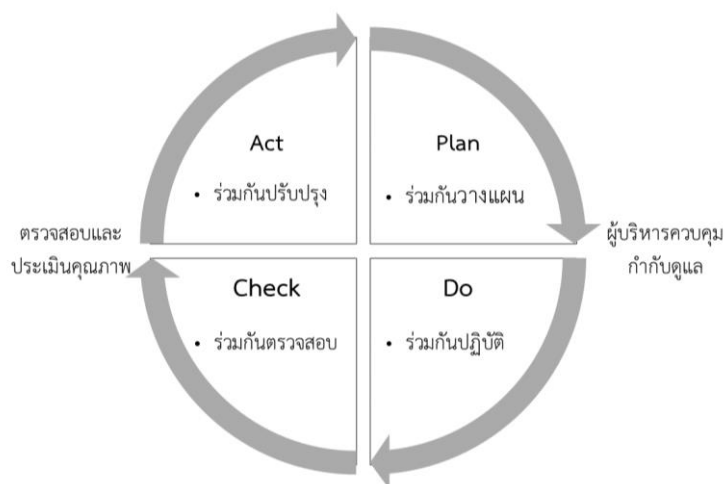 Act
• ร่วมกันปรับปรุง
Plan
• ร่วมกันวางแผน
ตรวจสอบและ
ประเมินคุณภาพ
ผู้บริหารควบคุม
กำกับดูแล
Check
• ร่วมกันตรวจสอบ
Do
• ร่วมกันปฏิบัติ